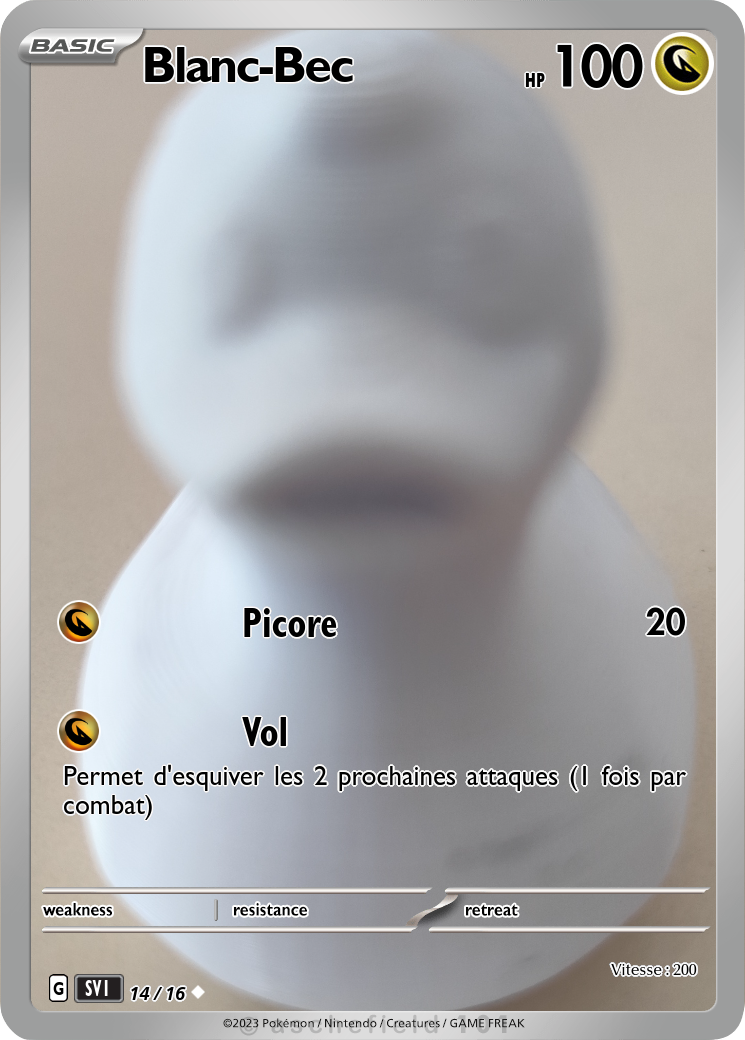 BASIC
Blanc-Bec
HP 100
Picore 20
Vol
Permet d'esquiver les 2 prochaines attaques (1 fois par
combat)
weakness resistance retreat
Vitesse : 200
G SVI 14 / 16
©2023 Pokémon / Nintendo / Creatures / GAME FREAK